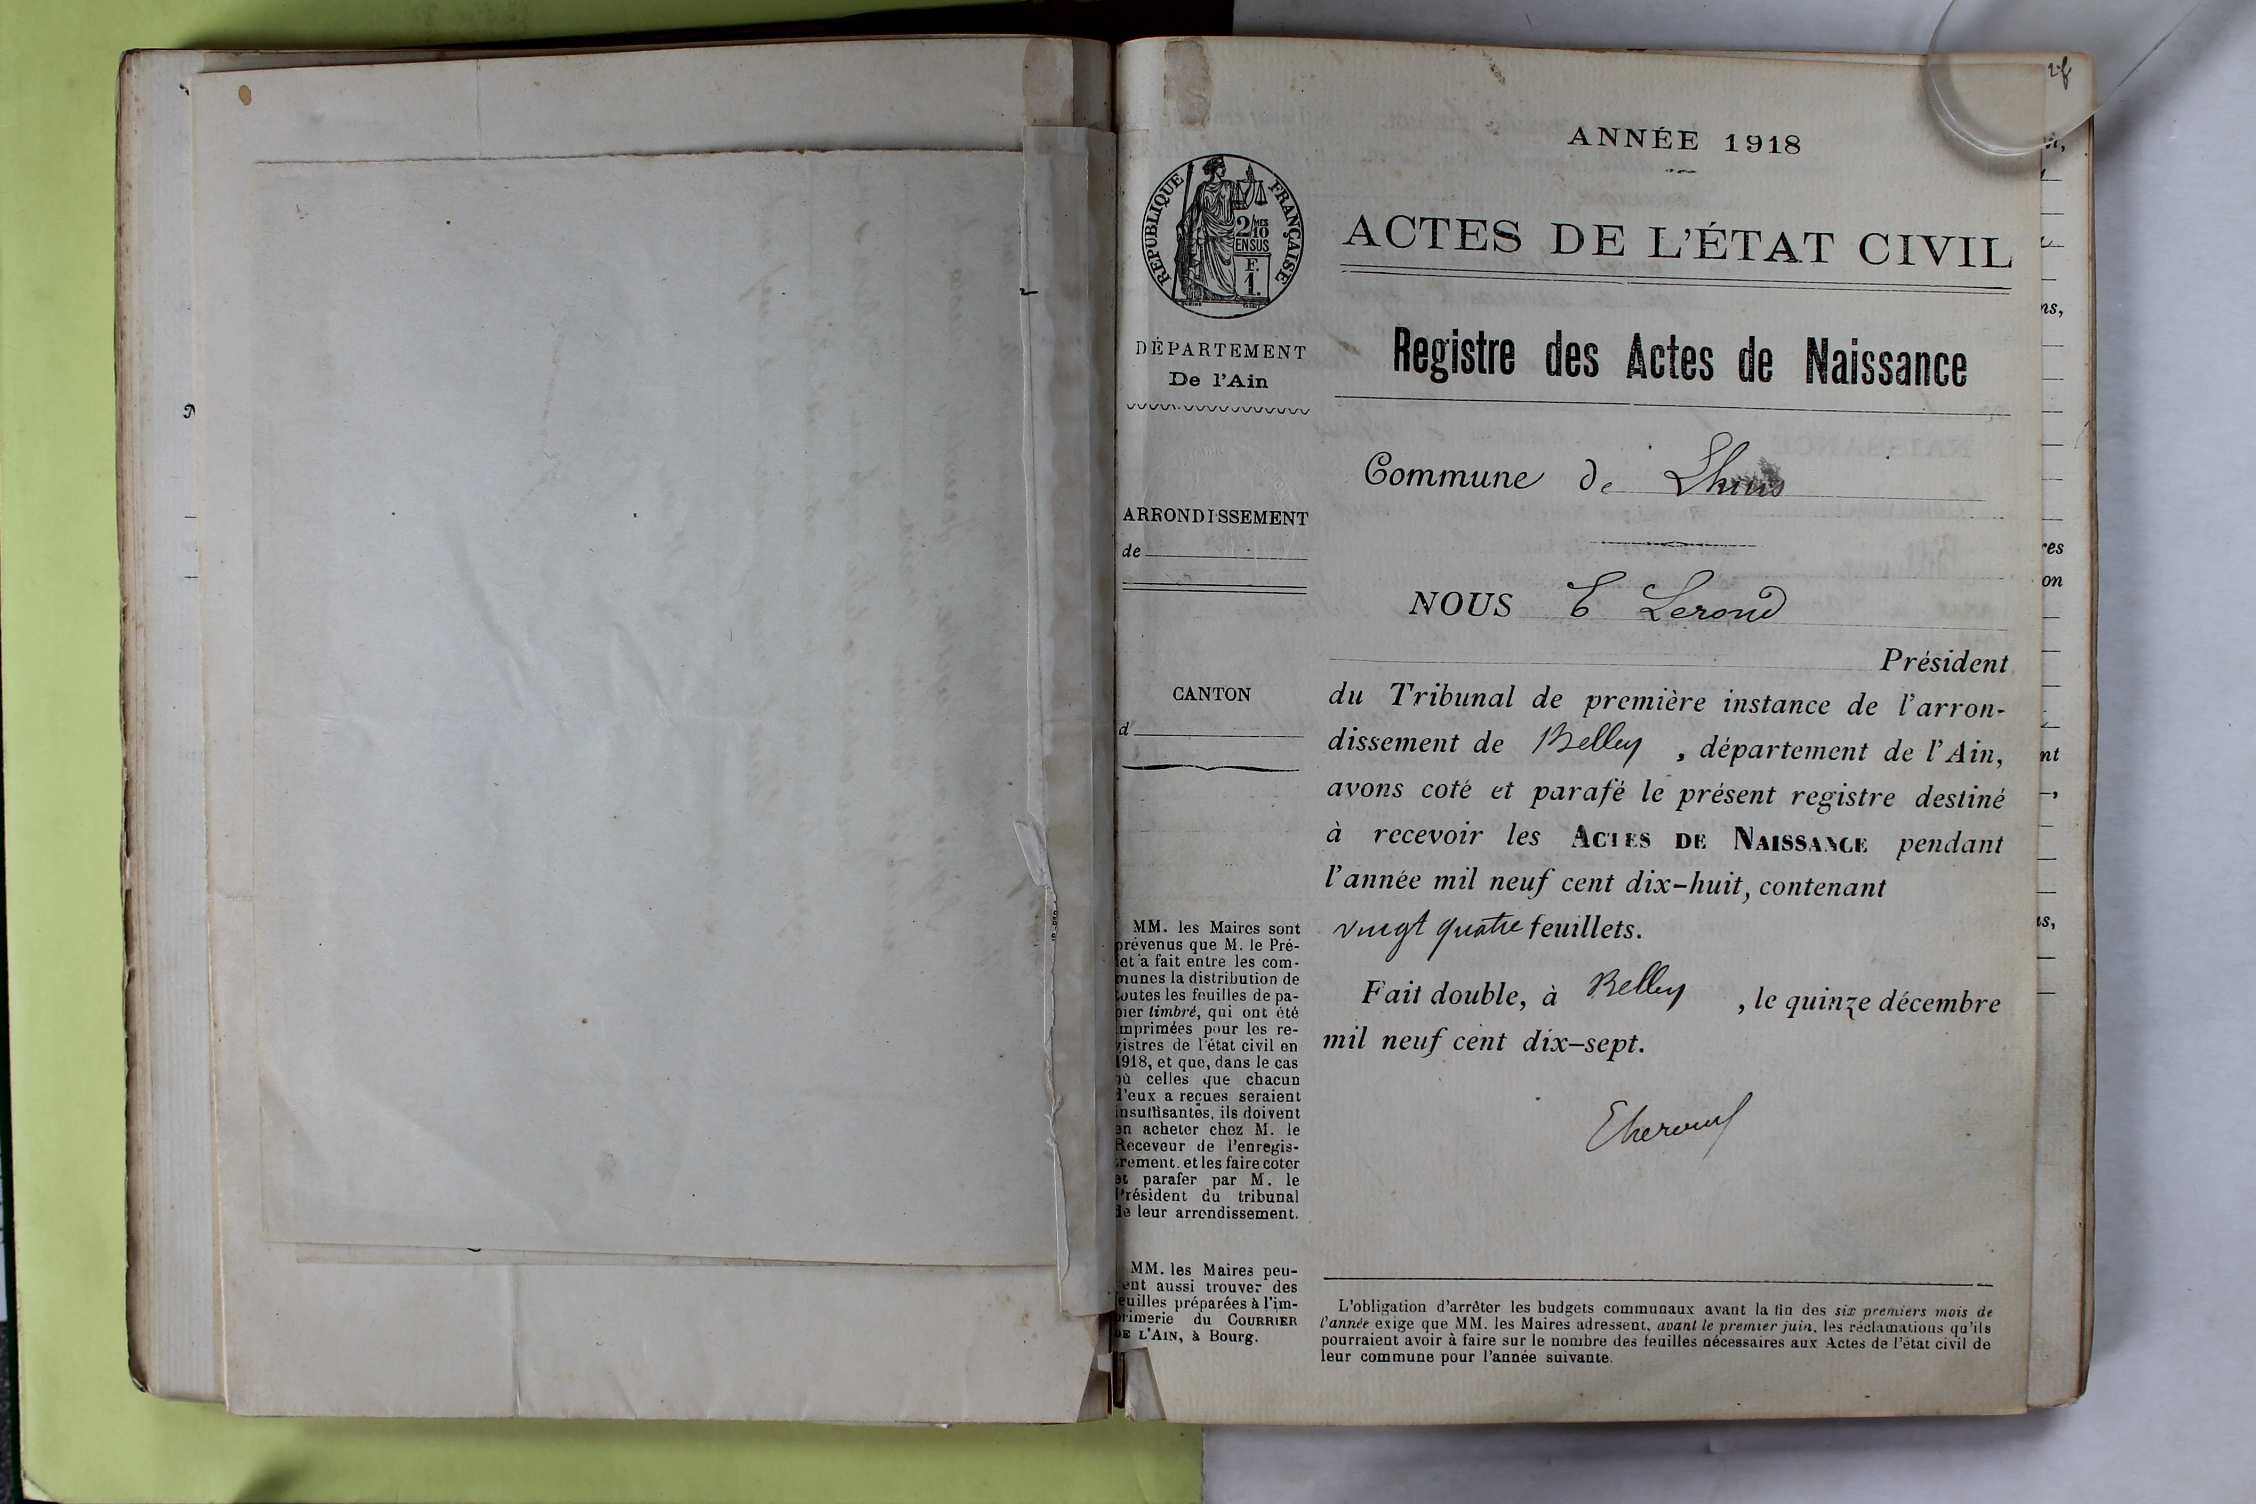 ANNÉE 1918
ACTES DE L'ÉTAT CIVIL
Registre des Actes de Naissance
Commune de Lhuis
NOUS E Lerond
Président
du Tribunal de première instance de l'arron-
dissement de Belley, département de l'Ain,
avons coté et parafé le présent registre destiné
à recevoir les ACTES DE NAISSANCE pendant
l'année mil neuf cent dix-huit, contenant
vingt quatre feuillets.
Fait double, à Belley, le quinze décembre
mil neuf cent dix-sept.
L'obligation d'arrêter les budgets communaux avant la fin des six premiers mois de
l'année exige que MM. les Maires adressent, avant le premier juin, les réclamations qu'ils
pourraient avoir à faire sur le nombre des feuilles nécessaires aux Actes de l'état civil de
leur commune pour l'année suivante.
RÉPUBLIQUE FRANÇAISE
2/MES
10
EN SUS
F.
1.
DÉPARTEMENT
De l'Ain
ARRONDISSEMENT
de
CANTON
d
MM. les Maires sont
prévenus que M. le Pré-
fet a fait entre les com-
munes la distribution de
toutes les feuilles de pa-
pier timbré, qui ont été
imprimées pour les re-
gistres de l'état civil en
1918, et que, dans le cas
où celles que chacun
d'eux a reçues seraient
insuffisantes, ils doivent
en acheter chez M. le
Receveur de l'enregis-
trement. et les faire coter
et parafer par M. le
Président du tribunal
de leur arrondissement.
MM. les Maires peu-
vent aussi trouver des
feuilles préparées à l'im-
primerie du COURRIER
DE L'AIN, à Bourg.